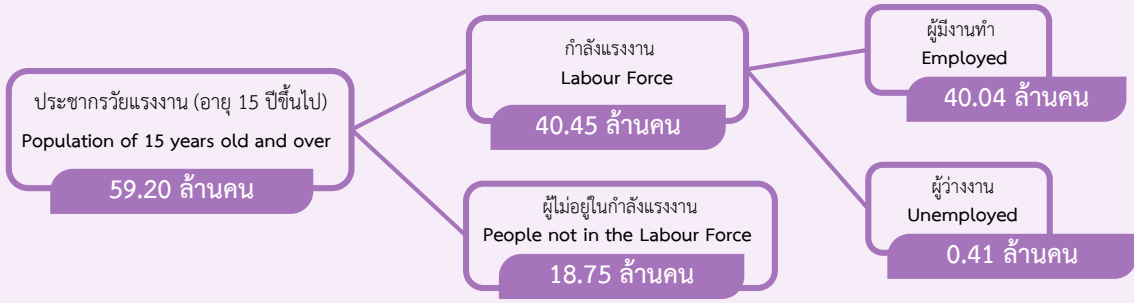 ประชากรวัยแรงงาน (อายุ 15 ปีขึ้นไป)
Population of 15 years old and over
59.20 ล้านคน
กำลังแรงงาน
Labour Force
40.45 ล้านคน
ผู้ไม่อยู่ในกำลังแรงงาน
People not in the Labour Force
18.75 ล้านคน
ผู้มีงานทำ
Employed
40.04 ล้านคน
ผู้ว่างงาน
Unemployed
0.41 ล้านคน